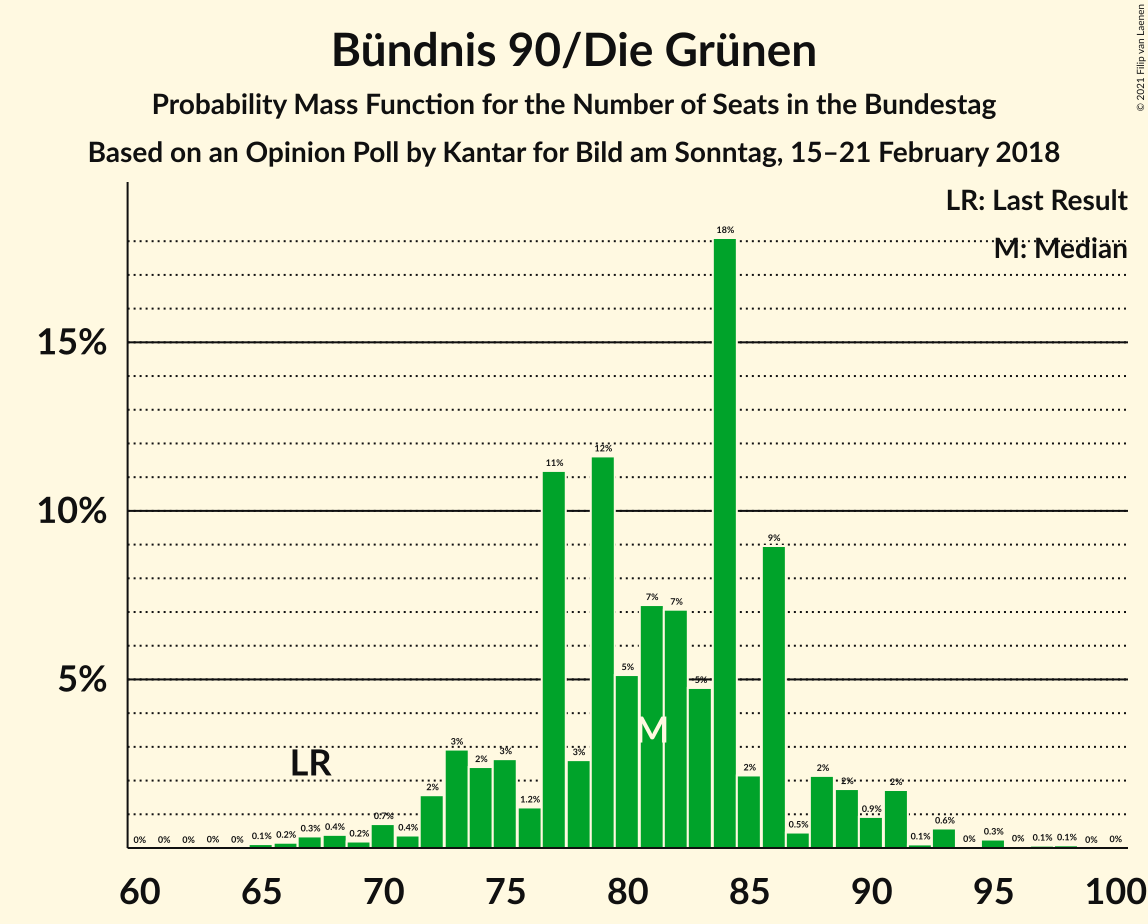 Bündnis 90/Die Grünen
Probability Mass Function for the Number of Seats in the Bundestag
Based on an Opinion Poll by Kantar for Bild am Sonntag, 15–21 February 2018
© 2021 Filip van Laenen
LR: Last Result
M: Median
15%
10%
5%
0% 0% 0% 0% 0% 0.1% 0.2% 0.3% 0.4% 0.2% 0.7% 0.4% 2% 3% 2% 3% 1.2% 11% 3% 12% 5% 7% 7% 5% 18% 2% 9% 0.5% 2% 2% 0.9% 2% 0.1% 0.6% 0% 0.3% 0% 0.1% 0.1% 0% 0%
LR
M
60 65 70 75 80 85 90 95 100